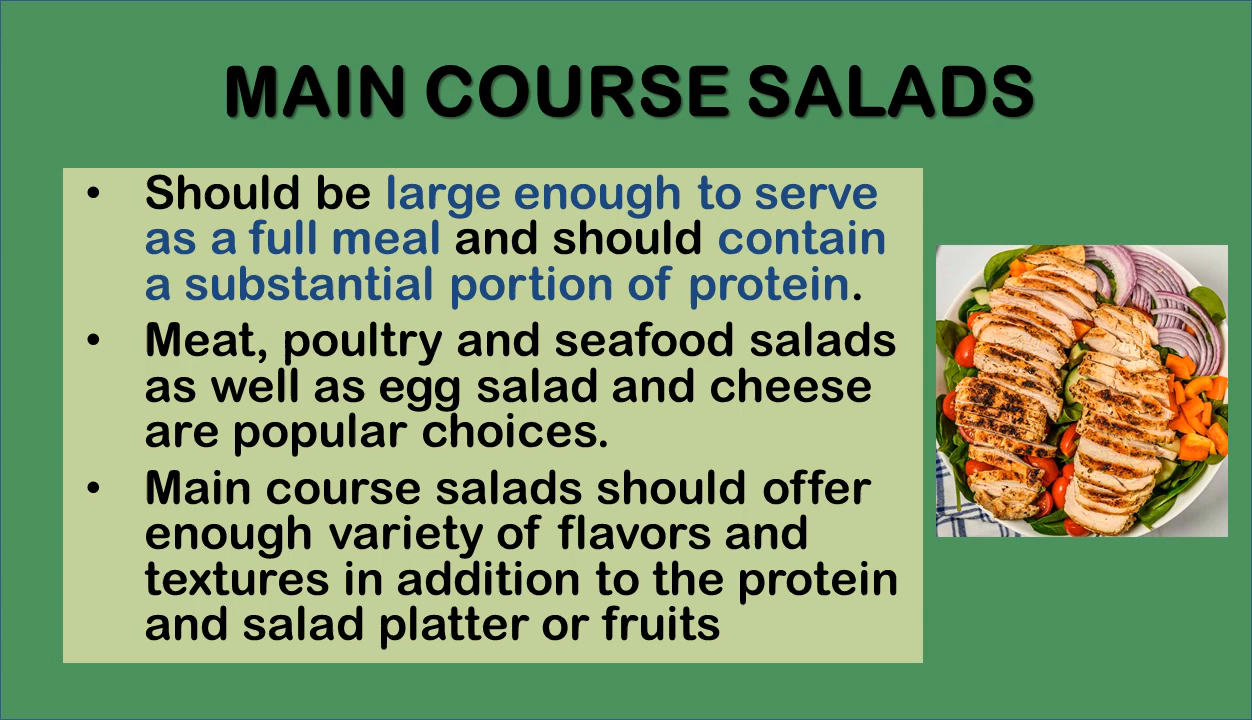 MAIN COURSE SALADS
• Should be large enough to serve
as a full meal and should contain
a substantial portion of protein.
• Meat, poultry and seafood salads
as well as egg salad and cheese
are popular choices.
• Main course salads should offer
enough variety of flavors and
textures in addition to the protein
and salad platter or fruits